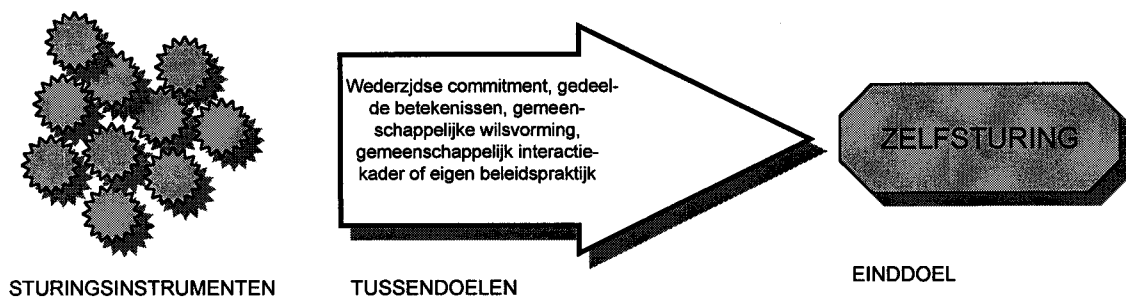 Wederzjdse commitment, gedeel-
de betekenissen, gemeen-
schappelijke wilsvorming,
gemeenschappelijk interactie-
kader of eigen beleidspraktijk
ZELFSTURING
STURINGSINSTRUMENTEN
TUSSENDOELEN
EINDDOEL